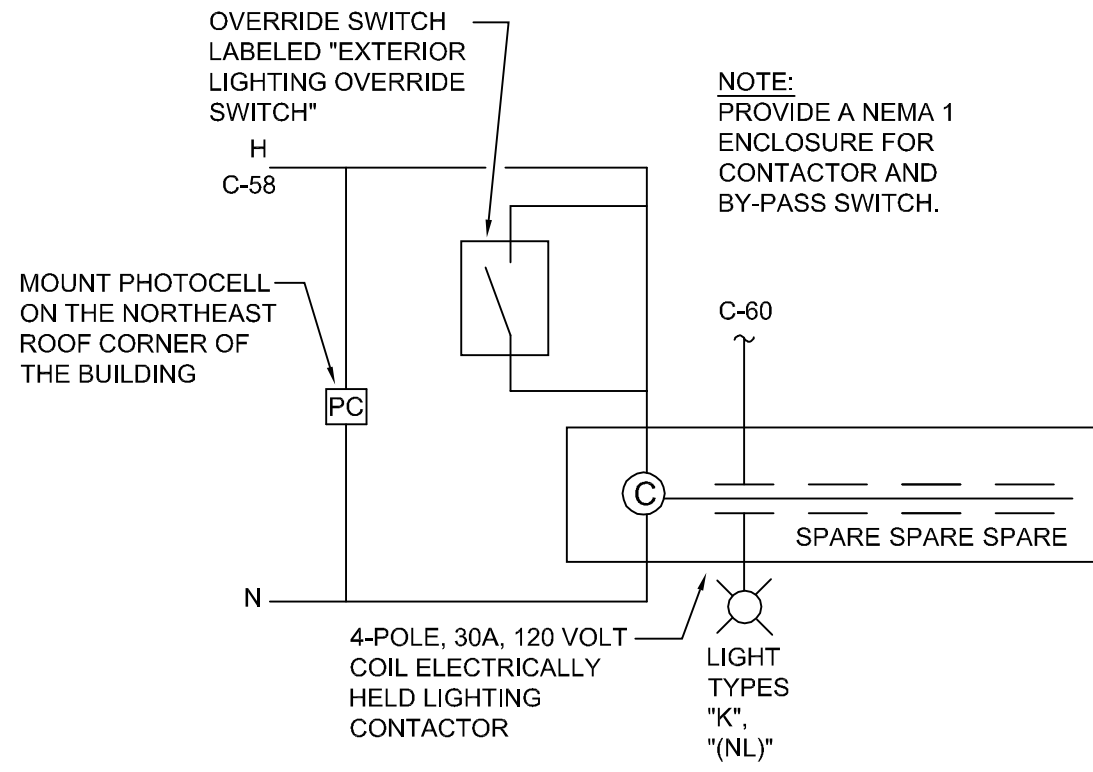 OVERRIDE SWITCH
LABELED "EXTERIOR
LIGHTING OVERRIDE
SWITCH"
NOTE:
PROVIDE A NEMA 1
ENCLOSURE FOR
CONTACTOR AND
BY-PASS SWITCH.
H
C-58
MOUNT PHOTOCELL
ON THE NORTHEAST
ROOF CORNER OF
THE BUILDING
PC
C-60
C
SPARE SPARE SPARE
N
4-POLE, 30A, 120 VOLT
COIL ELECTRICALLY
HELD LIGHTING
CONTACTOR
LIGHT
TYPES
"K",
"(NL)"